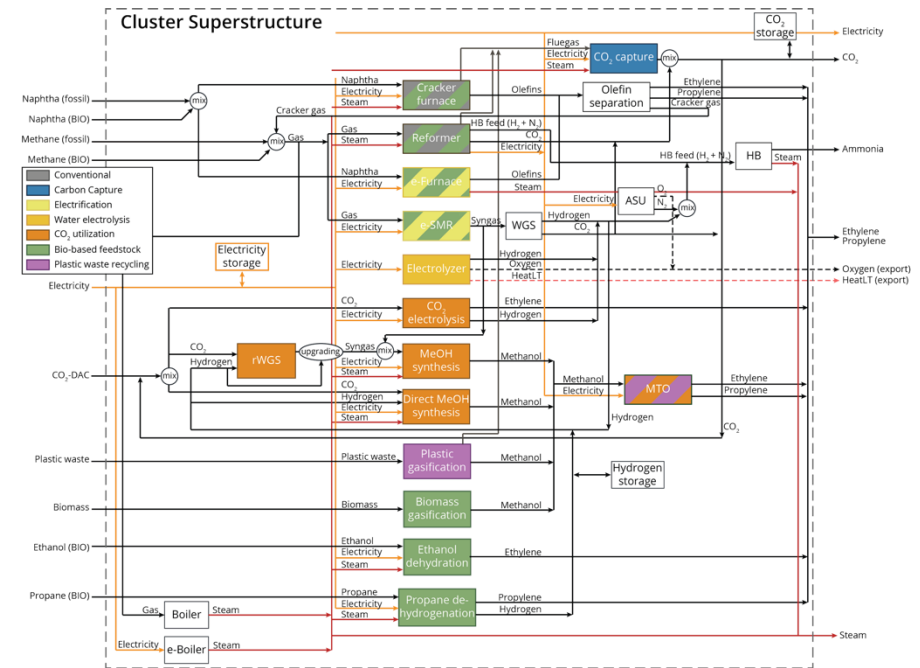 Cluster Superstructure
CO₂
storage
Electricity
Fluegas
Electricity
Steam
CO₂ capture
mix
CO₂
Naphtha
Electricity
Steam
Cracker
furnace
Olefins
Olefin
separation
Ethylene
Propylene
Cracker gas
Naphtha (fossil)
mix
Naphtha (BIO)
Cracker gas
Methane (fossil)
mix
Gas
Methane (BIO)
Gas
Steam
Reformer
HB feed (H₂ + N₂)
CO₂
Electricity
HB feed (H₂ + N₂)
HB
Steam
Ammonia
Conventional
Carbon Capture
Electrification
Water electrolysis
CO₂ utilization
Bio-based feedstock
Plastic waste recycling
Naphtha
Electricity
e-Furnace
Olefins
Steam
Electricity
ASU
O₂
N₂
mix
Gas
Electricity
e-SMR
Syngas
WGS
Hydrogen
CO₂
Ethylene
Propylene
Electricity
storage
Electricity
Electrolyzer
Hydrogen
Oxygen
HeatLT
Oxygen (export)
HeatLT (export)
Electricity
CO₂
Electricity
CO₂
electrolysis
Ethylene
Hydrogen
CO₂
Hydrogen
rWGS
upgrading
Syngas
mix
Electricity
Steam
MeOH
synthesis
Methanol
CO₂-DAC
mix
CO₂
Hydrogen
Electricity
Steam
Direct MeOH
synthesis
Methanol
Methanol
Electricity
MTO
Ethylene
Propylene
Hydrogen
CO₂
Plastic waste
Plastic waste
Plastic
gasification
Methanol
Hydrogen
storage
Biomass
Biomass
Biomass
gasification
Methanol
Ethanol (BIO)
Ethanol
Electricity
Steam
Ethanol
dehydration
Ethylene
Propane (BIO)
Propane
Electricity
Steam
Propane de-
hydrogenation
Propylene
Hydrogen
Gas
Boiler
Steam
Steam
Electricity
e-Boiler
Steam